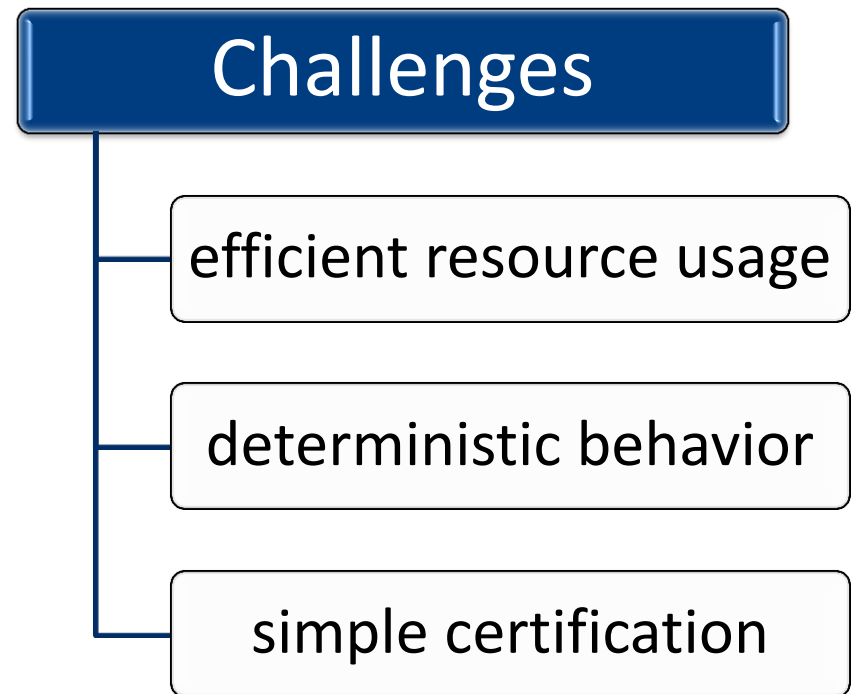 Challenges
efficient resource usage
deterministic behavior
simple certification